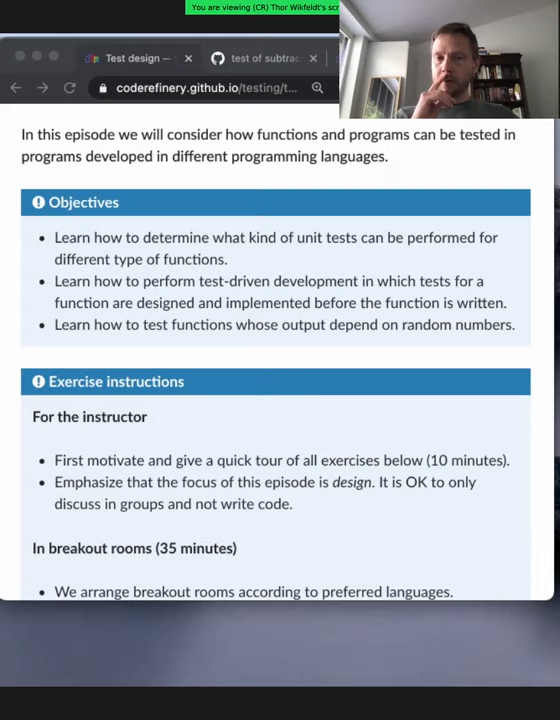 You are viewing (CR) Thor Wikfeldt's scr
Test design —
test of subtrac
coderefinery.github.io/testing/t...
In this episode we will consider how functions and programs can be tested in
programs developed in different programming languages.
Objectives
• Learn how to determine what kind of unit tests can be performed for
different type of functions.
• Learn how to perform test-driven development in which tests for a
function are designed and implemented before the function is written.
• Learn how to test functions whose output depend on random numbers.
Exercise instructions
For the instructor
• First motivate and give a quick tour of all exercises below (10 minutes).
• Emphasize that the focus of this episode is design. It is OK to only
discuss in groups and not write code.
In breakout rooms (35 minutes)
• We arrange breakout rooms according to preferred languages.